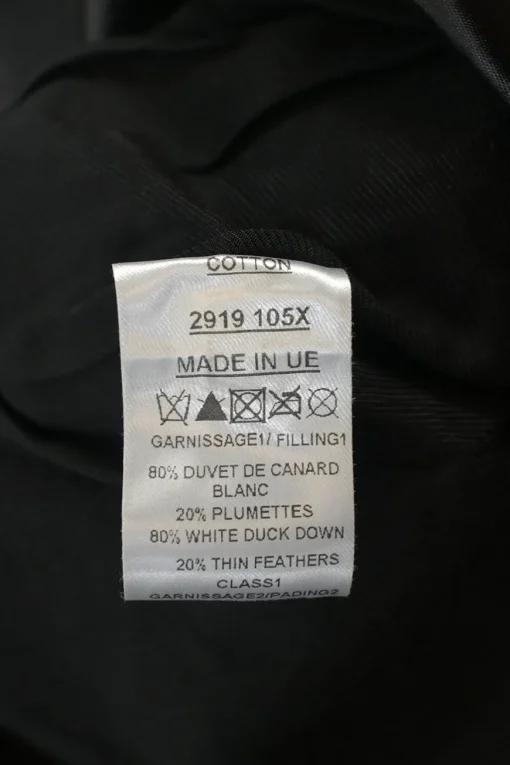 COTTON
2919 105X
MADE IN UE
GARNISSAGE1/ FILLING1
80% DUVET DE CANARD
BLANC
20% PLUMETTES
80% WHITE DUCK DOWN
20% THIN FEATHERS
CLASS1
GARNISSAGE2/PADING2